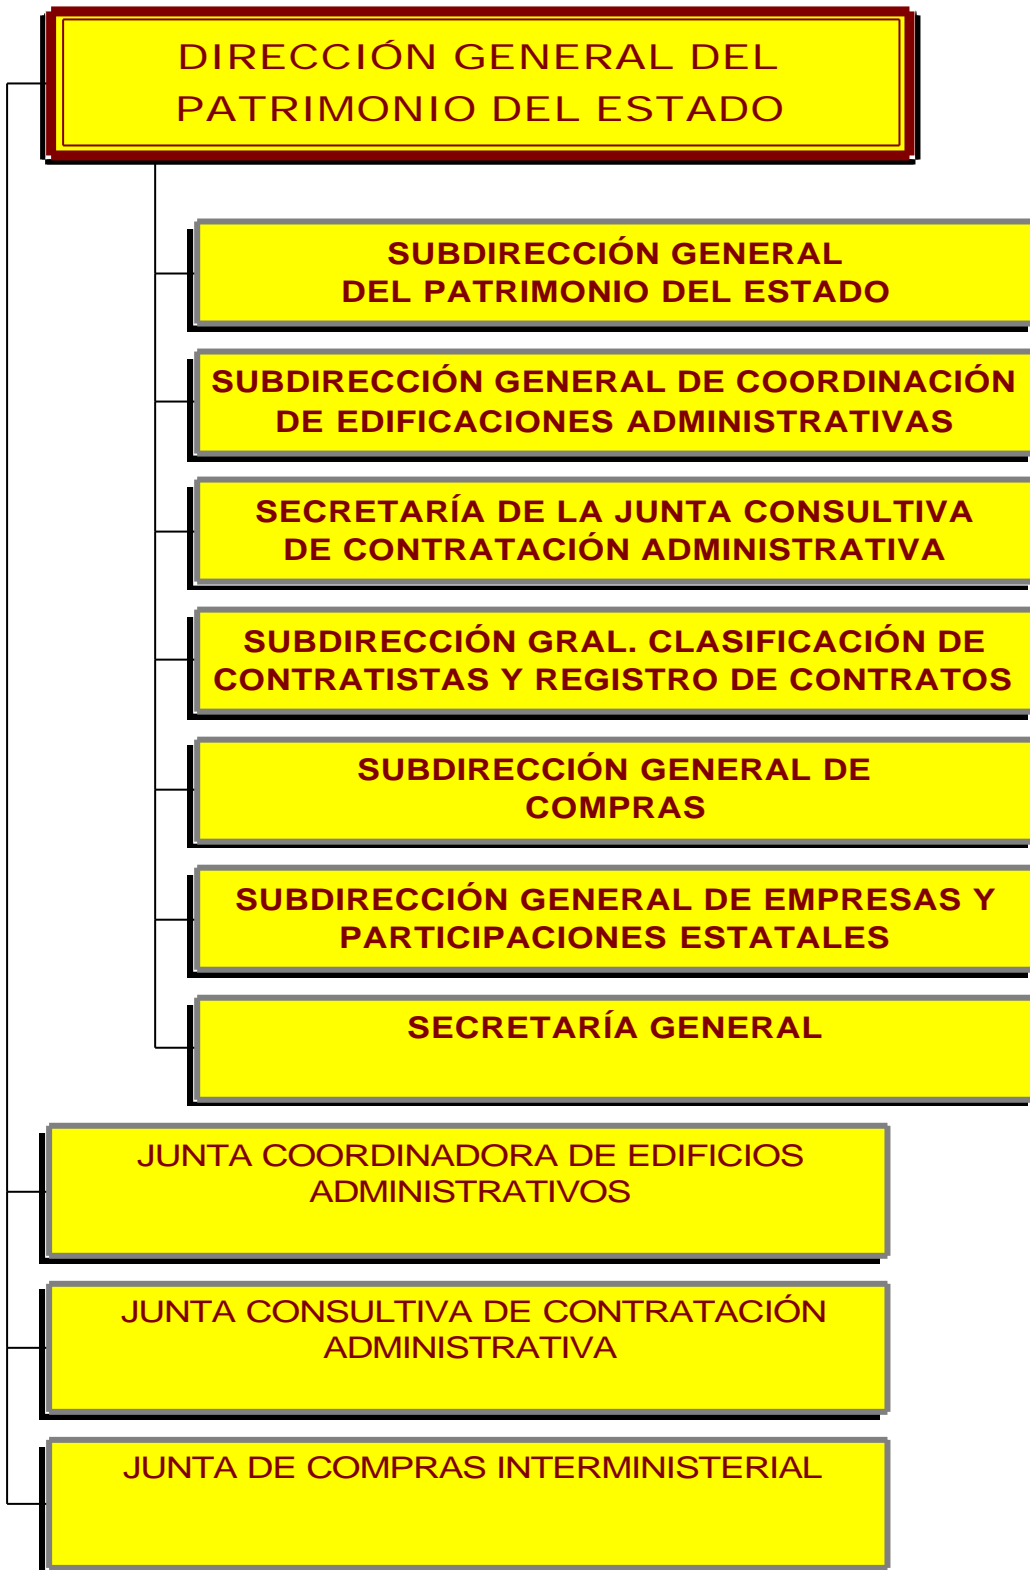 DIRECCIÓN GENERAL DEL
PATRIMONIO DEL ESTADO
SUBDIRECCIÓN GENERAL
DEL PATRIMONIO DEL ESTADO
SUBDIRECCIÓN GENERAL DE COORDINACIÓN
DE EDIFICACIONES ADMINISTRATIVAS
SECRETARÍA DE LA JUNTA CONSULTIVA
DE CONTRATACIÓN ADMINISTRATIVA
SUBDIRECCIÓN GRAL. CLASIFICACIÓN DE
CONTRATISTAS Y REGISTRO DE CONTRATOS
SUBDIRECCIÓN GENERAL DE
COMPRAS
SUBDIRECCIÓN GENERAL DE EMPRESAS Y
PARTICIPACIONES ESTATALES
SECRETARÍA GENERAL
JUNTA COORDINADORA DE EDIFICIOS
ADMINISTRATIVOS
JUNTA CONSULTIVA DE CONTRATACIÓN
ADMINISTRATIVA
JUNTA DE COMPRAS INTERMINISTERIAL